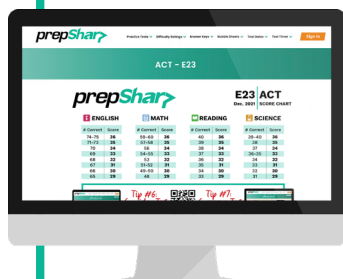 prepSharp
Practice Tests Difficulty Ratings Answer Keys Bubble Sheets Test Dates Test Timer Sign In
ACT - E23
prepSharp
E23 ACT
Dec. 2021 SCORE CHART
ENGLISH MATH READING SCIENCE
# Correct Score # Correct Score # Correct Score # Correct Score
74-75 36 59-60 36 40 36 39-40 36
71-73 35 57-58 35 39 35 38 35
70 34 56 34 38 34 37 34
69 33 54-55 33 37 33 35-36 33
68 32 53 32 36 32 34 32
67 31 51-52 31 35 31 33 31
66 30 49-50 30 34 30 32 30
65 29 48 29 33 29 31 29
Tip #6: Tip #7: